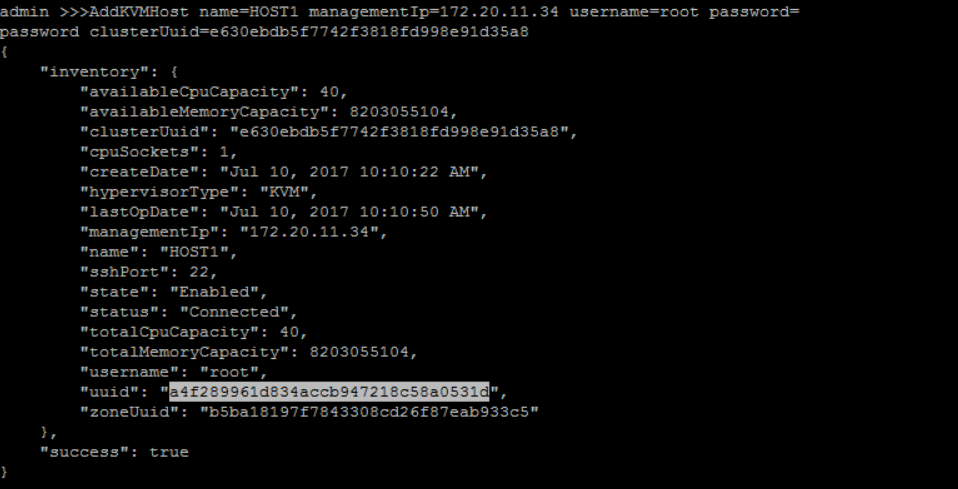 admin >>>AddKVMHost name=HOST1 managementIp=172.20.11.34 username=root password=
password clusterUuid=e630ebdb5f7742f3818fd998e91d35a8
{
    "inventory": {
        "availableCpuCapacity": 40,
        "availableMemoryCapacity": 8203055104,
        "clusterUuid": "e630ebdb5f7742f3818fd998e91d35a8",
        "cpuSockets": 1,
        "createDate": "Jul 10, 2017 10:10:22 AM",
        "hypervisorType": "KVM",
        "lastOpDate": "Jul 10, 2017 10:10:50 AM",
        "managementIp": "172.20.11.34",
        "name": "HOST1",
        "sshPort": 22,
        "state": "Enabled",
        "status": "Connected",
        "totalCpuCapacity": 40,
        "totalMemoryCapacity": 8203055104,
        "username": "root",
        "uuid": "a4f289961d834accb947218c58a0531d",
        "zoneUuid": "b5ba18197f7843308cd26f87eab933c5"
    },
    "success": true
}